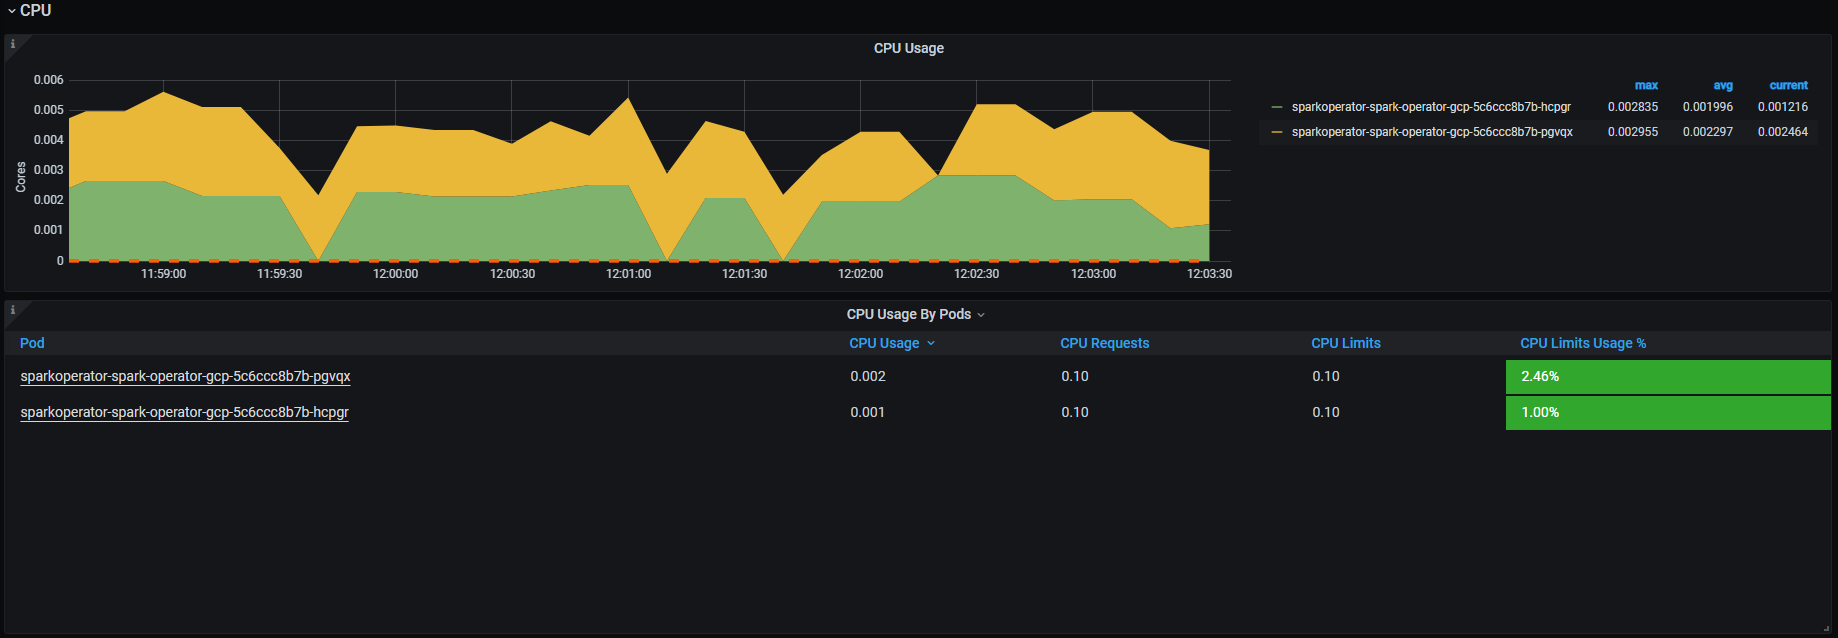 CPU
CPU Usage
0.006
0.005
0.004
0.003
0.002
0.001
0
Cores
11:59:00 11:59:30 12:00:00 12:00:30 12:01:00 12:01:30 12:02:00 12:02:30 12:03:00 12:03:30
max avg current
sparkoperator-spark-operator-gcp-5c6ccc8b7b-hcpgr 0.002835 0.001996 0.001216
sparkoperator-spark-operator-gcp-5c6ccc8b7b-pgvqx 0.002955 0.002297 0.002464
CPU Usage By Pods
Pod CPU Usage CPU Requests CPU Limits CPU Limits Usage %
sparkoperator-spark-operator-gcp-5c6ccc8b7b-pgvqx 0.002 0.10 0.10 2.46%
sparkoperator-spark-operator-gcp-5c6ccc8b7b-hcpgr 0.001 0.10 0.10 1.00%